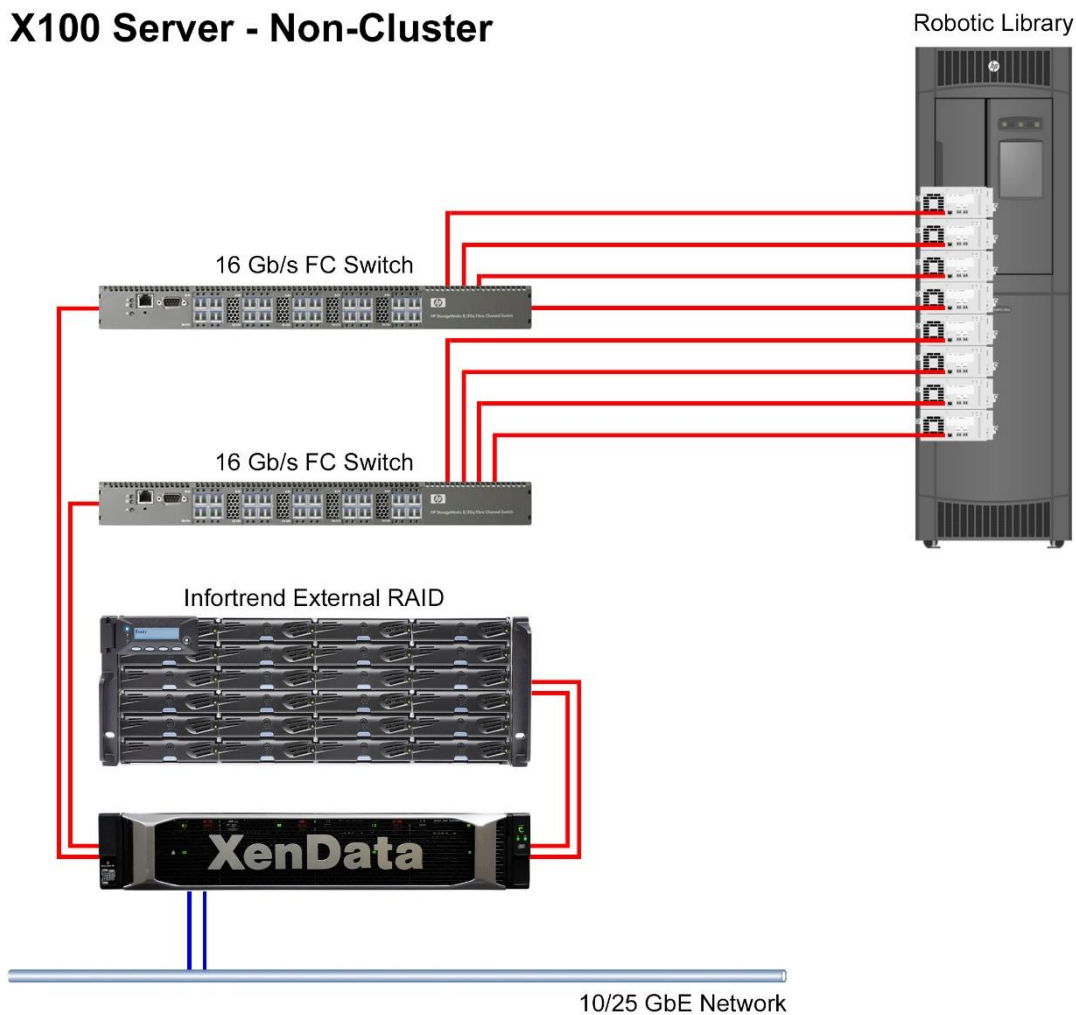 X100 Server - Non-Cluster
Robotic Library
hp
16 Gb/s FC Switch
16 Gb/s FC Switch
Infortrend External RAID
XenData
10/25 GbE Network